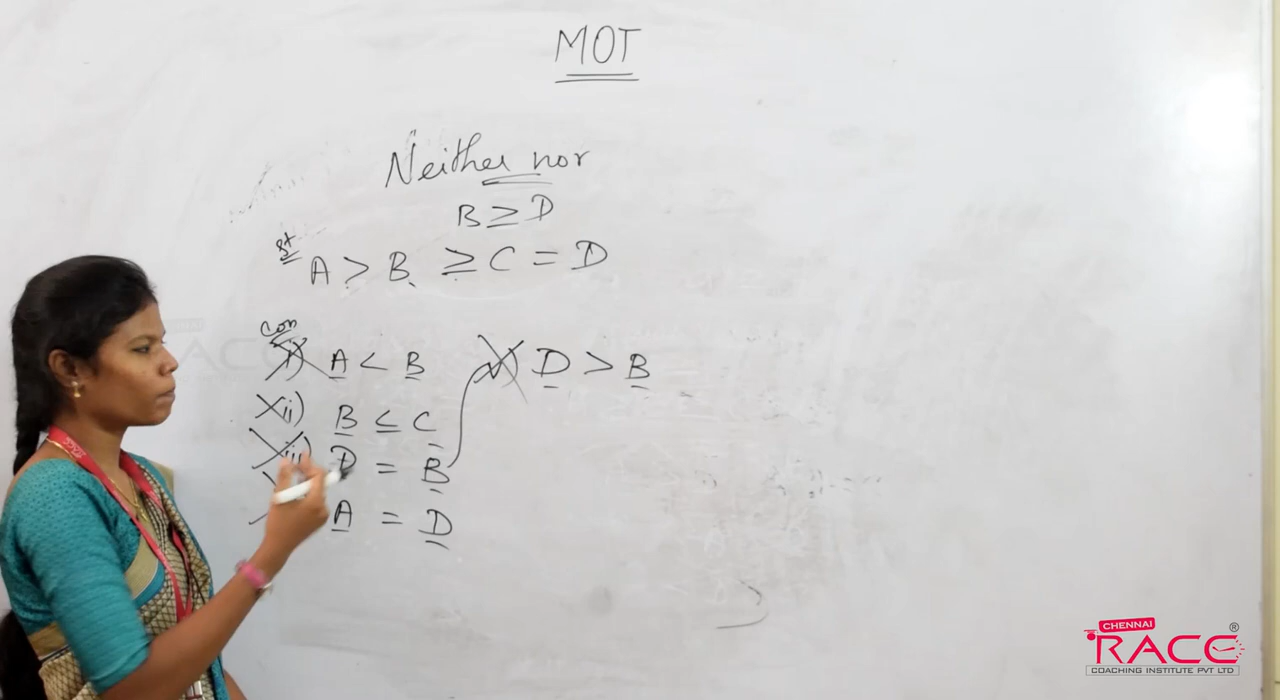 MOT
Neither nor
B ≥ D
St A > B ≥ C = D
Con
i) A < B
v) D > B
ii) B ≤ C
iii) D = B
A = D
CHENNAI
RACE ®
COACHING INSTITUTE PVT LTD